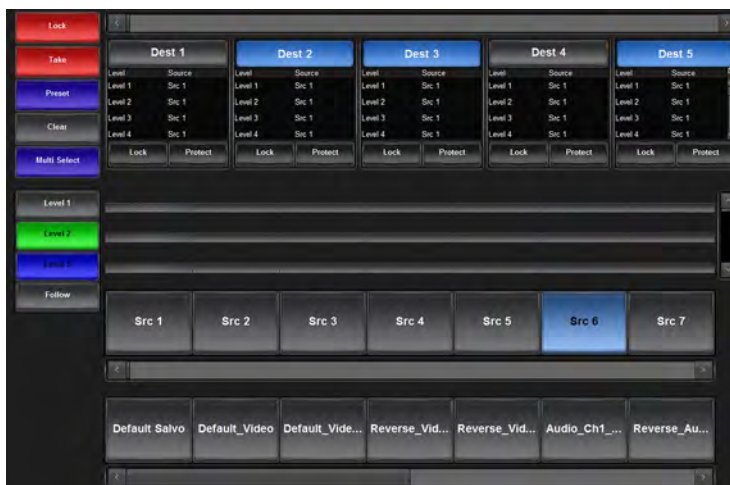 Lock
Take
Preset
Clear
Multi Select
Dest 1 Dest 2 Dest 3 Dest 4 Dest 5
Level Source Level Source Level Source Level Source Level Source
Level 1 Src 1 Level 1 Src 1 Level 1 Src 1 Level 1 Src 1 Level 1 Src 1
Level 2 Src 1 Level 2 Src 1 Level 2 Src 1 Level 2 Src 1 Level 2 Src 1
Level 3 Src 1 Level 3 Src 1 Level 3 Src 1 Level 3 Src 1 Level 3 Src 1
Level 4 Src 1 Level 4 Src 1 Level 4 Src 1 Level 4 Src 1 Level 4 Src 1
Lock Protect Lock Protect Lock Protect Lock Protect Lock Protect
Level 1
Level 2
Level 3
Follow
Src 1 Src 2 Src 3 Src 4 Src 5 Src 6 Src 7
Default Salvo Default_Video Default_Vide... Reverse_Vid... Reverse_Vid... Audio_Ch1_... Reverse_Au...